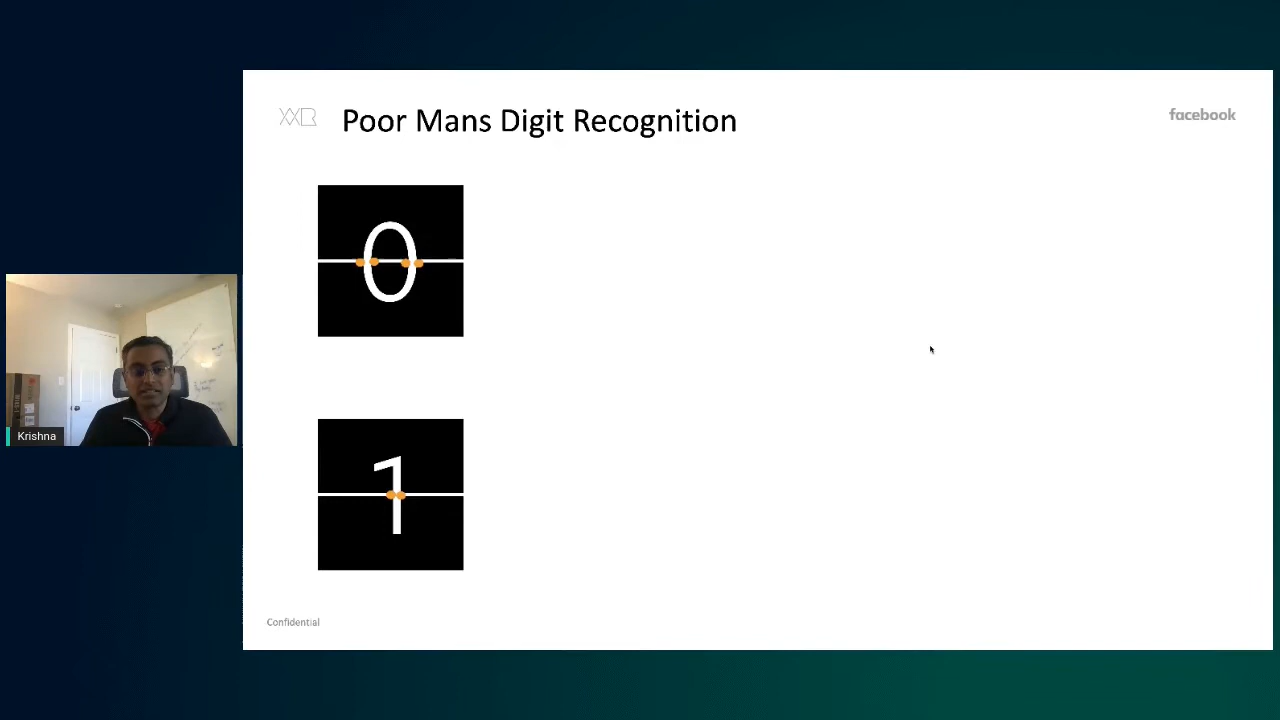 XXR
Poor Mans Digit Recognition
facebook
0
Krishna
1
Confidential